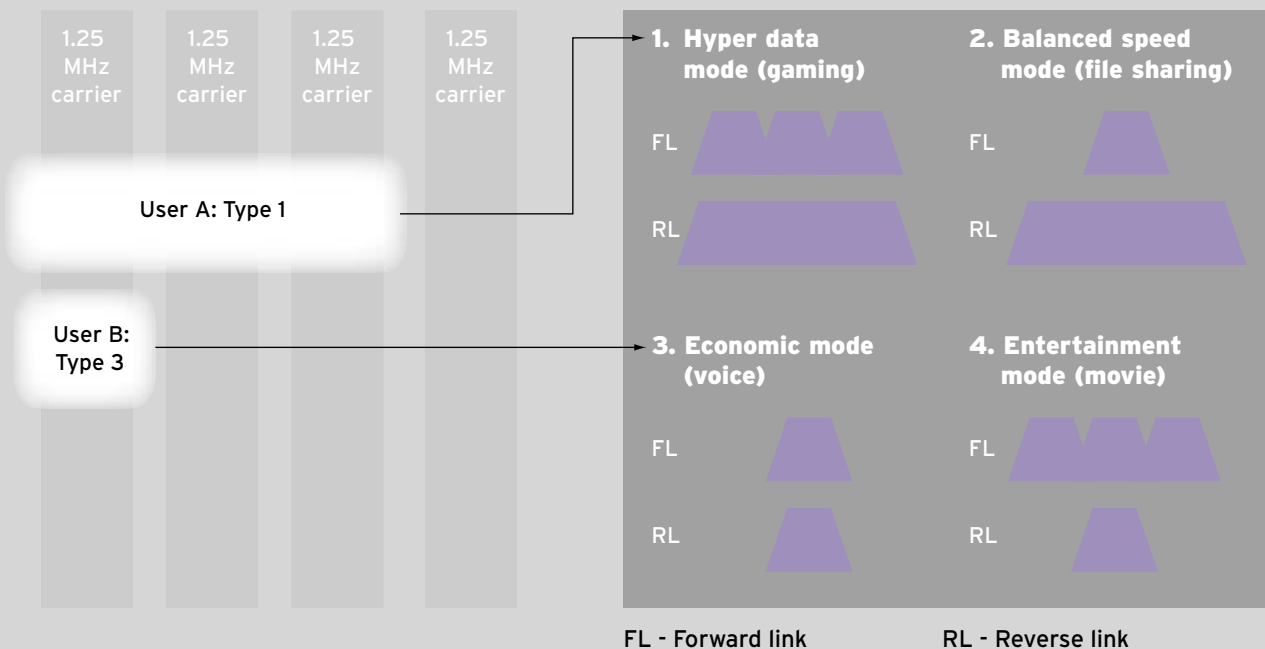 1.25
MHz
carrier
1.25
MHz
carrier
1.25
MHz
carrier
1.25
MHz
carrier
User A: Type 1
User B:
Type 3
1. Hyper data
mode (gaming)
FL
RL
2. Balanced speed
mode (file sharing)
FL
RL
3. Economic mode
(voice)
FL
RL
4. Entertainment
mode (movie)
FL
RL
FL - Forward link
RL - Reverse link